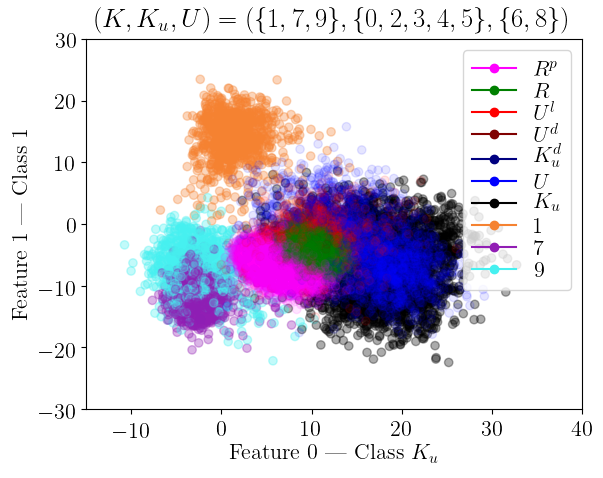 (K, K_u, U) = ({1, 7, 9}, {0, 2, 3, 4, 5}, {6, 8})
30
20
10
0
−10
−20
−30
Feature 1 — Class 1
R^p
R
U^l
U^d
K_u^d
U
K_u
1
7
9
−10 0 10 20 30 40
Feature 0 — Class K_u